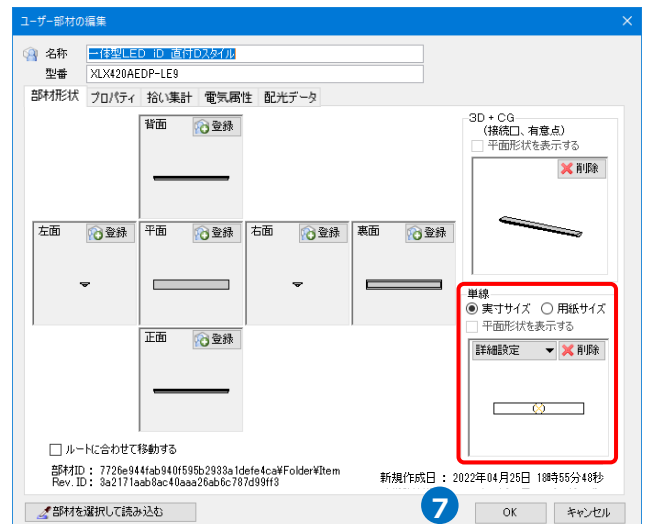 ユーザー部材の編集
名称 一体型LED iD 直付Dスタイル
型番 XLX420AEDP-LE9
部材形状 プロパティ 拾い集計 電気属性 配光データ
背面 登録
左面 登録
平面 登録
右面 登録
裏面 登録
正面 登録
3D + CG
(接続口、有意点)
平面形状を表示する
削除
単線
実寸サイズ 用紙サイズ
平面形状を表示する
詳細設定 削除
ルートに合わせて移動する
部材ID : 7726e944fab940f595b2933a1defe4ca¥Folder¥Item
Rev. ID : 3a2171aab8ac40aaa26ab6c787d99ff3
新規作成日 : 2022年04月25日 18時55分48秒
部材を選択して読み込む
7
OK キャンセル